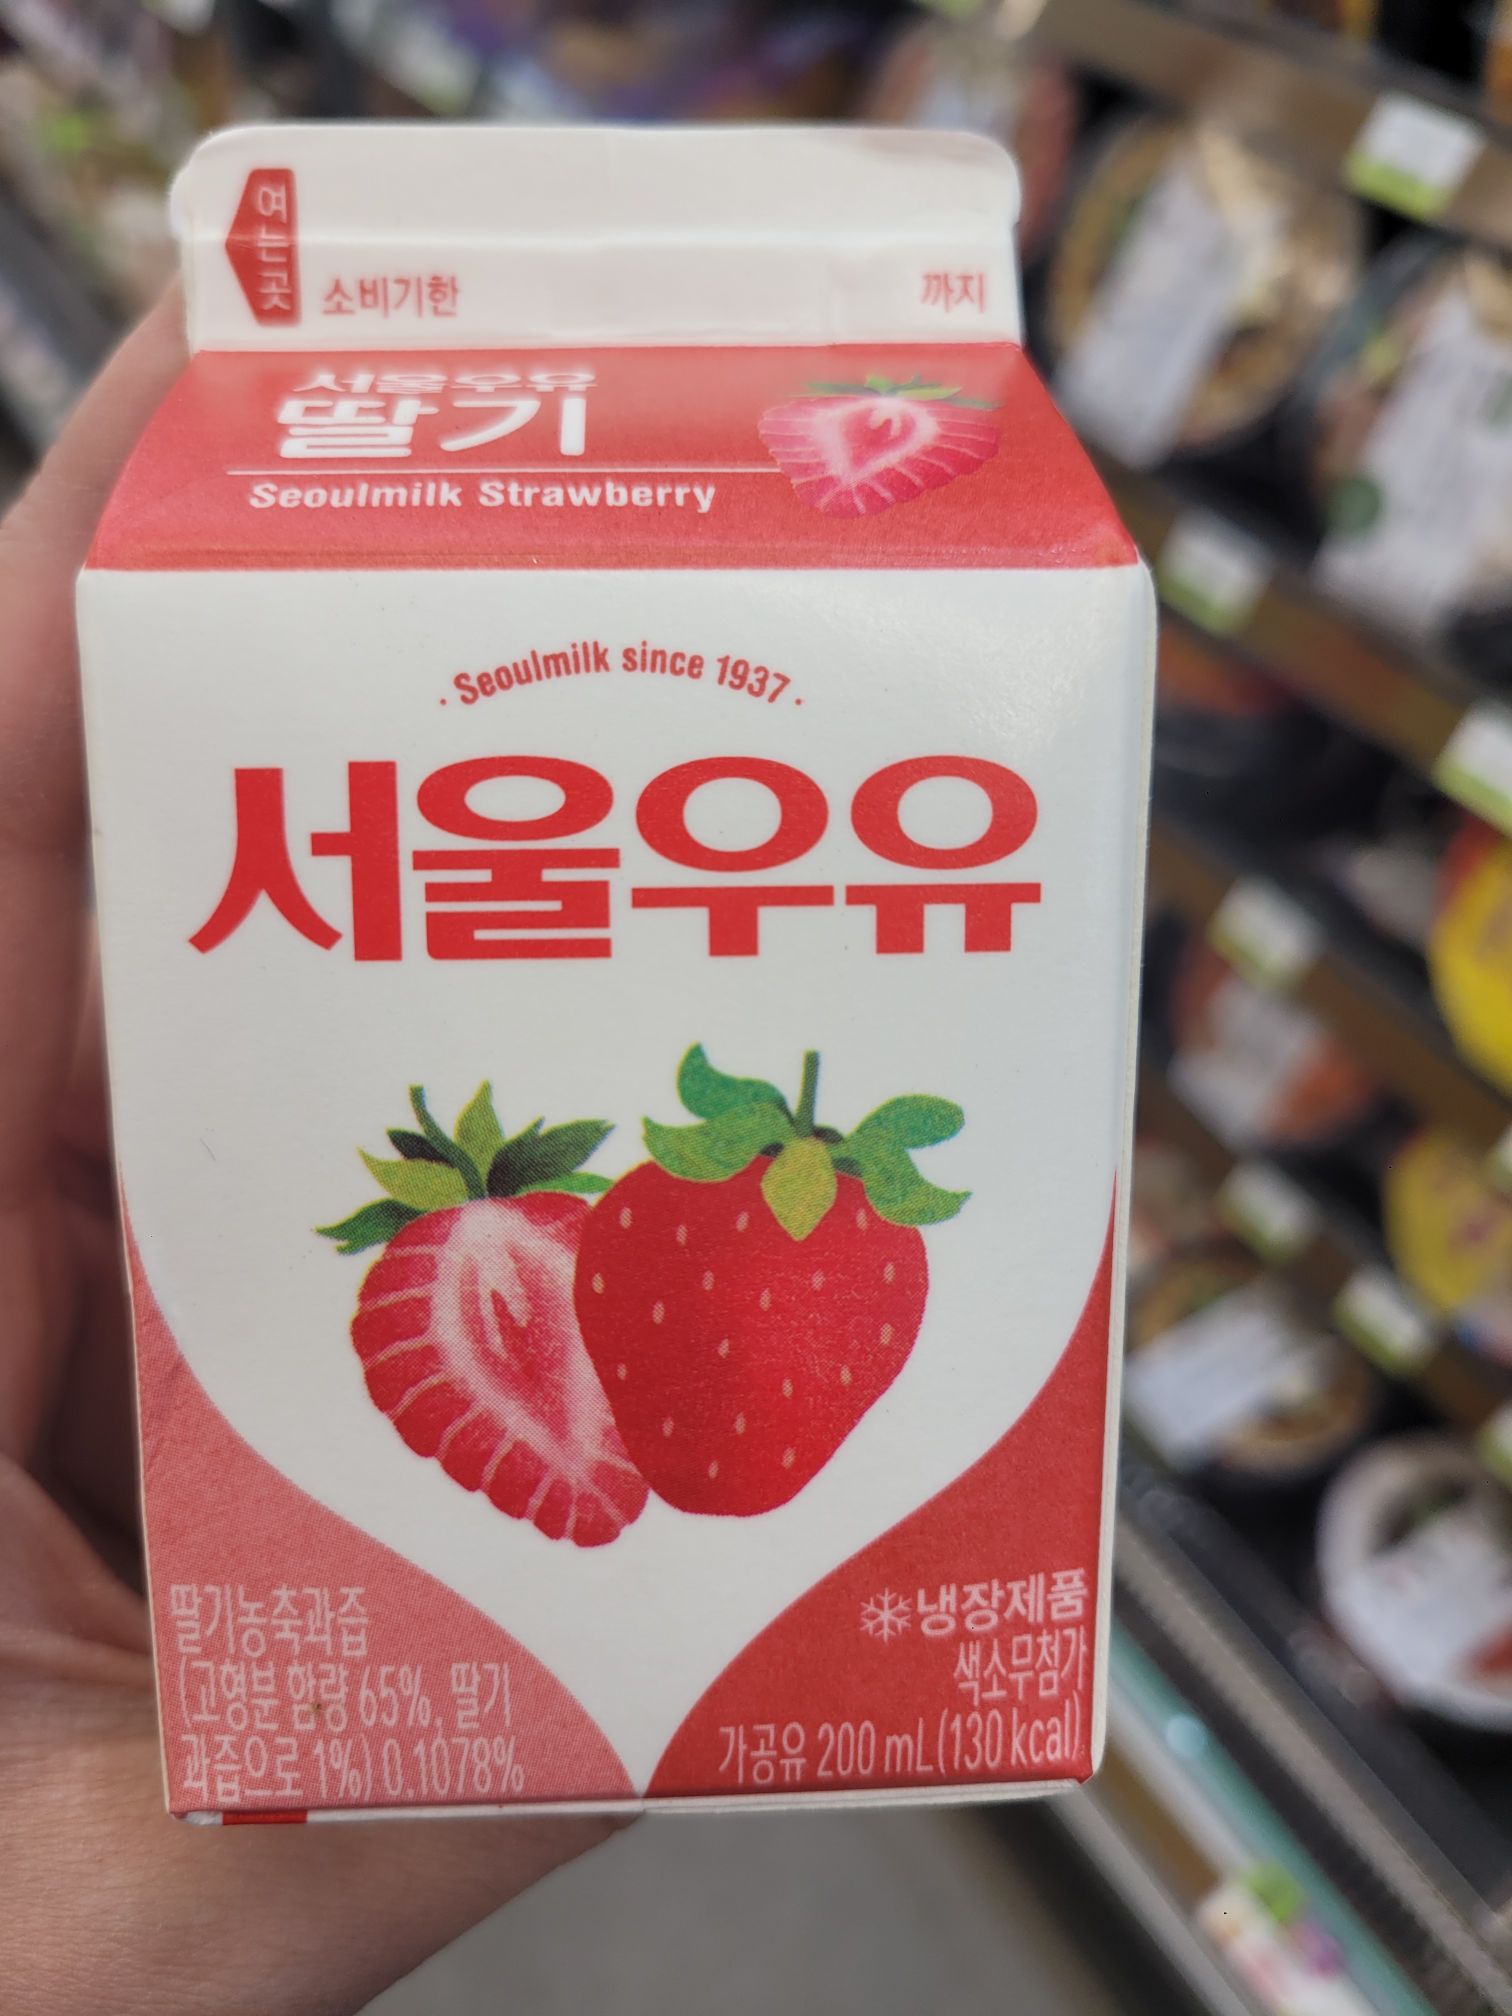 여는곳
소비기한 까지
서울우유
딸기
Seoulmilk Strawberry
· Seoulmilk since 1937 ·
서울우유
딸기농축과즙
(고형분 함량 65%, 딸기
과즙으로 1%) 0.1078%
냉장제품
색소무첨가
가공유 200 mL (130 kcal)